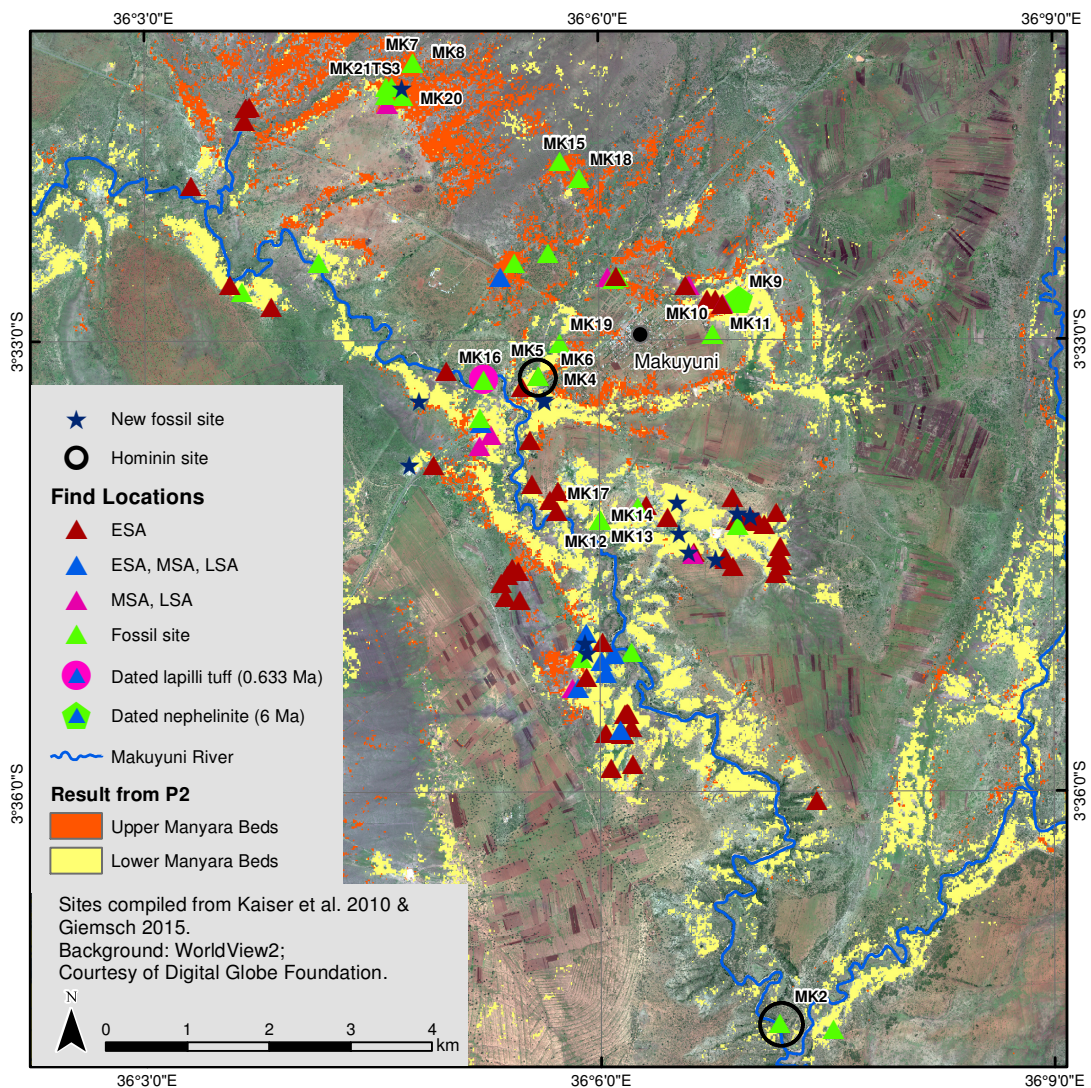 36°3'0"E
36°6'0"E
36°9'0"E
MK7
MK8
MK21TS3
MK20
MK15
MK18
MK9
MK10
MK11
3°33'0"S
3°33'0"S
MK19
Makuyuni
MK16
MK5
MK6
MK4
MK17
MK14
MK12
MK13
New fossil site
Hominin site
Find Locations
ESA
ESA, MSA, LSA
MSA, LSA
Fossil site
Dated lapilli tuff (0.633 Ma)
Dated nephelinite (6 Ma)
Makuyuni River
Result from P2
Upper Manyara Beds
Lower Manyara Beds
3°36'0"S
3°36'0"S
Sites compiled from Kaiser et al. 2010 &
Giemsch 2015.
Background: WorldView2;
Courtesy of Digital Globe Foundation.
N
0 1 2 3 4
km
MK2
36°3'0"E
36°6'0"E
36°9'0"E